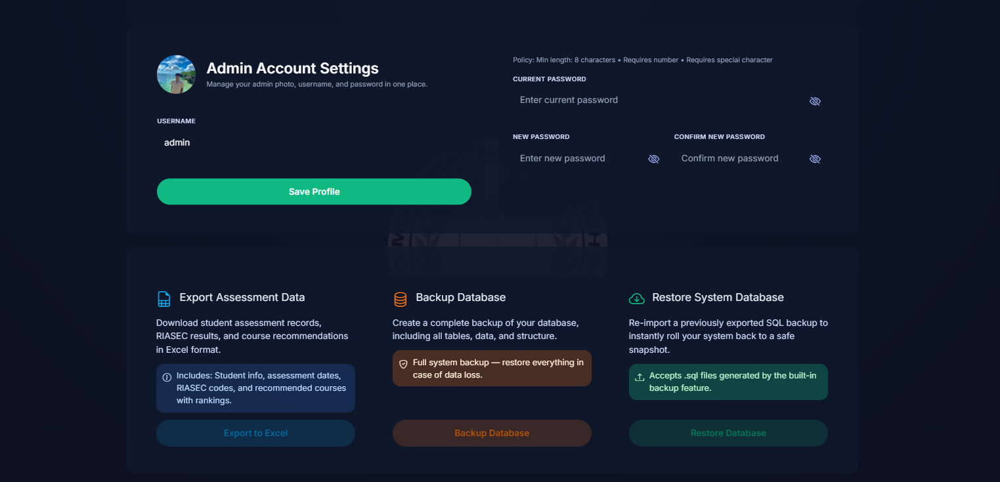 Admin Account Settings
Manage your admin photo, username, and password in one place.
USERNAME
admin
Save Profile
Policy: Min length: 8 characters • Requires number • Requires special character
CURRENT PASSWORD
Enter current password
NEW PASSWORD
Enter new password
CONFIRM NEW PASSWORD
Confirm new password
Export Assessment Data
Download student assessment records,
RIASEC results, and course recommendations
in Excel format.
Includes: Student info, assessment dates,
RIASEC codes, and recommended courses
with rankings.
Export to Excel
Backup Database
Create a complete backup of your database,
including all tables, data, and structure.
Full system backup — restore everything in
case of data loss.
Backup Database
Restore System Database
Re-import a previously exported SQL backup to
instantly roll your system back to a safe
snapshot.
Accepts .sql files generated by the built-in
backup feature.
Restore Database